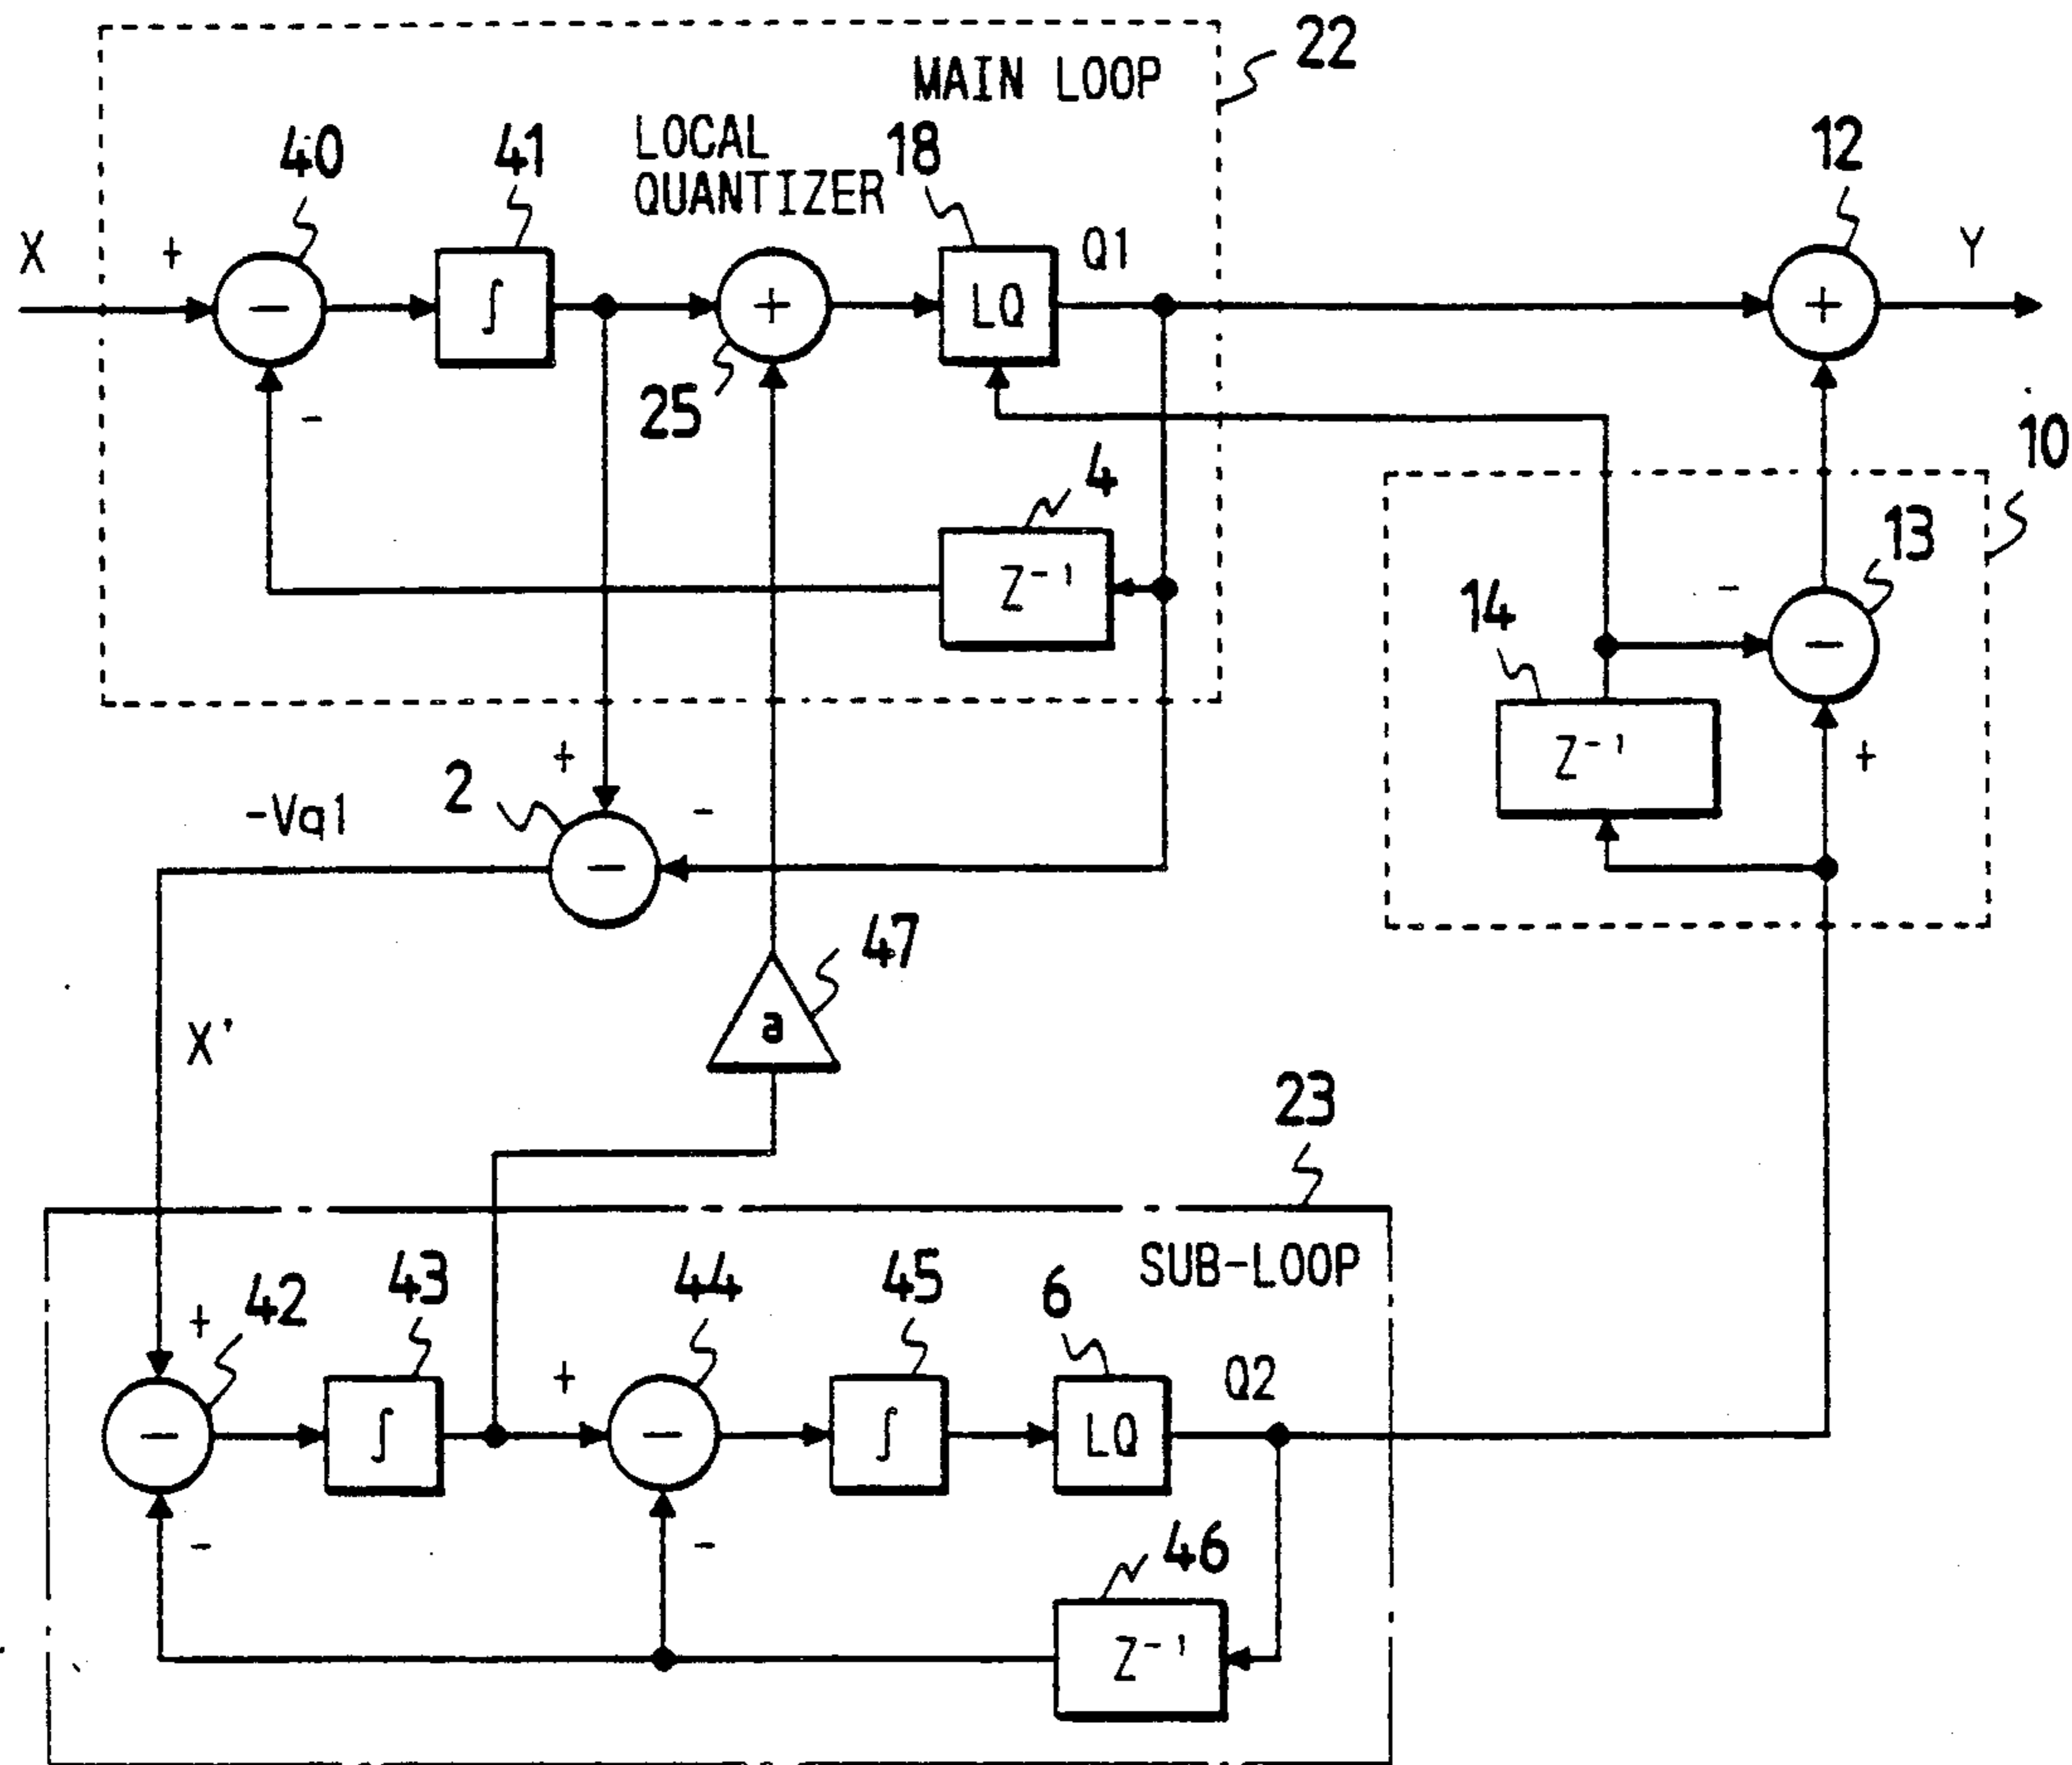 22
MAIN LOOP
40
41
LOCAL
QUANTIZER
18
12
X
+
−
∫
+
LQ
Q1
+
Y
−
25
4
10
Z⁻¹
13
−
−
14
Z⁻¹
+
+
2
−
-Vq1
−
47
a
X'
23
SUB-LOOP
+
42
43
+
44
45
6
Q2
−
∫
−
∫
LQ
−
−
46
Z⁻¹